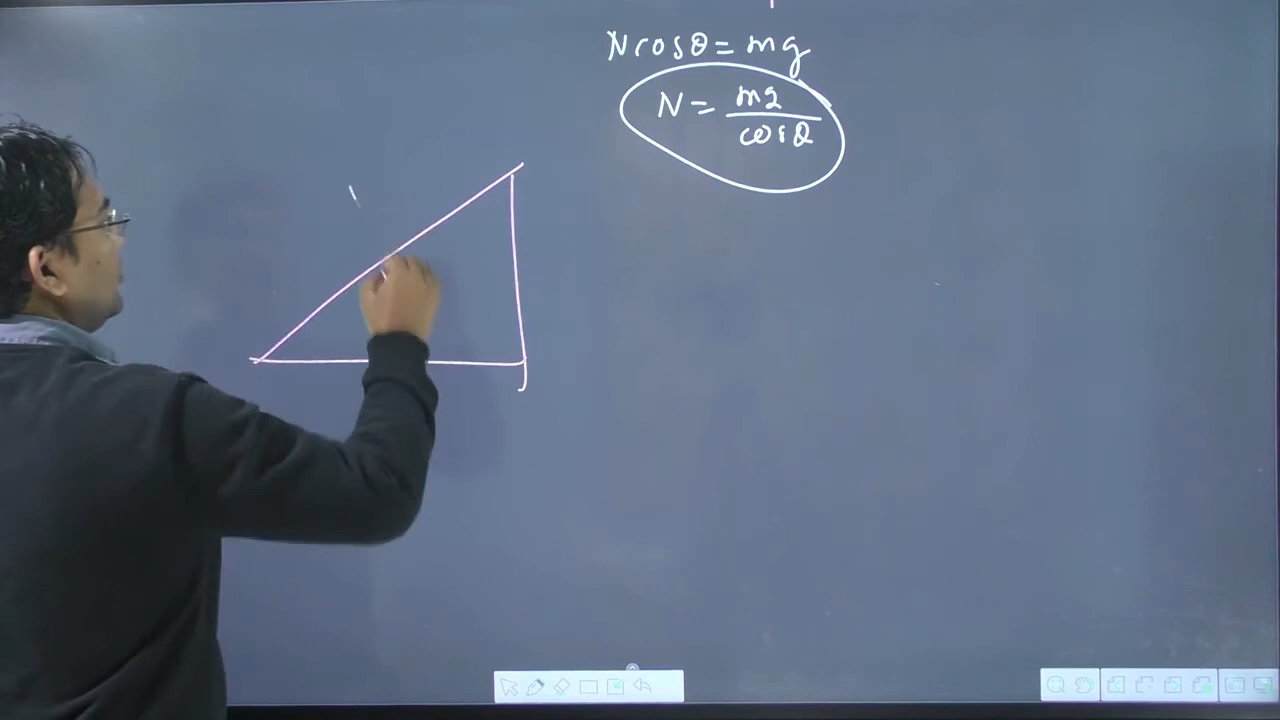 Ncosθ = mg
N = mg/cosθ